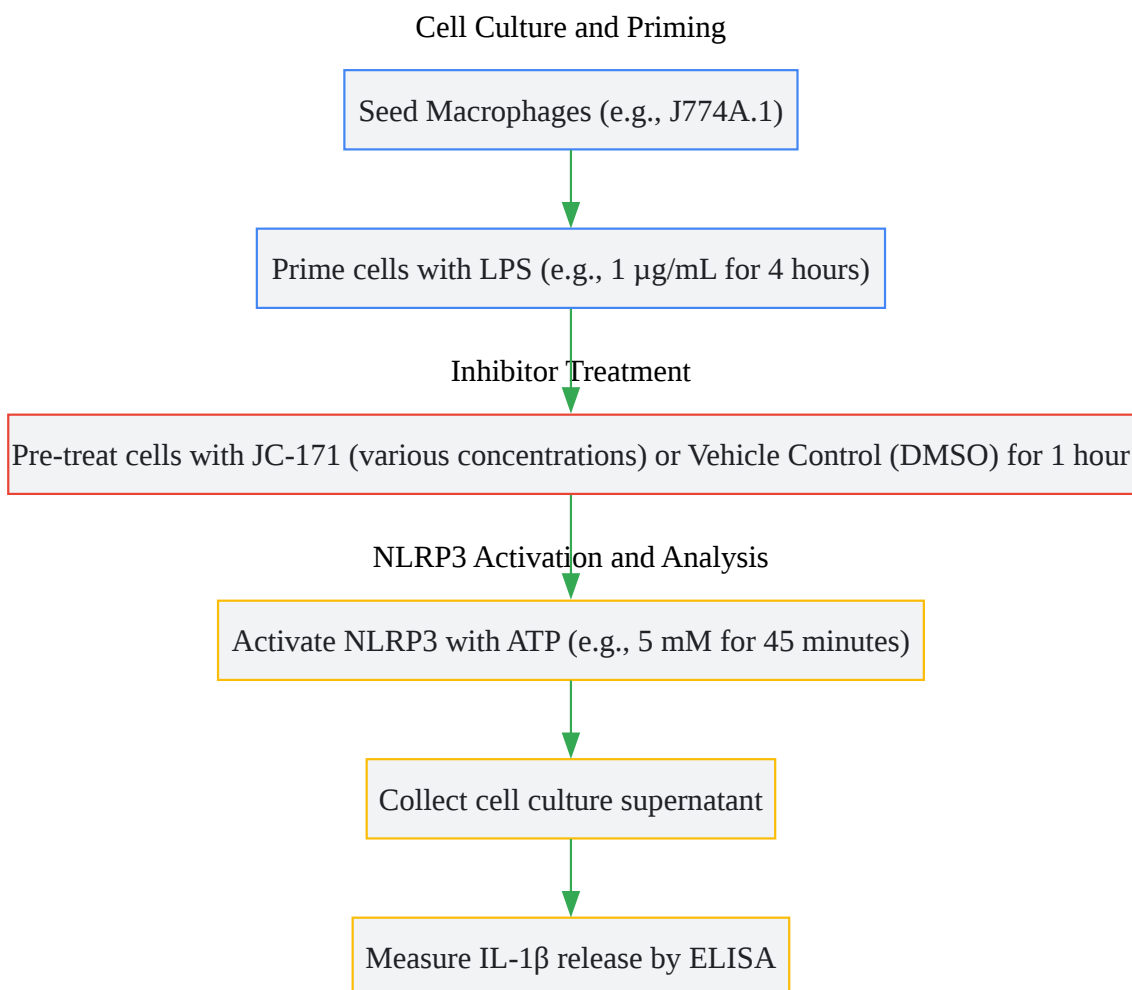 Cell Culture and Priming
Seed Macrophages (e.g., J774A.1)
Prime cells with LPS (e.g., 1 µg/mL for 4 hours)
Inhibitor Treatment
Pre-treat cells with JC-171 (various concentrations) or Vehicle Control (DMSO) for 1 hour
NLRP3 Activation and Analysis
Activate NLRP3 with ATP (e.g., 5 mM for 45 minutes)
Collect cell culture supernatant
Measure IL-1β release by ELISA